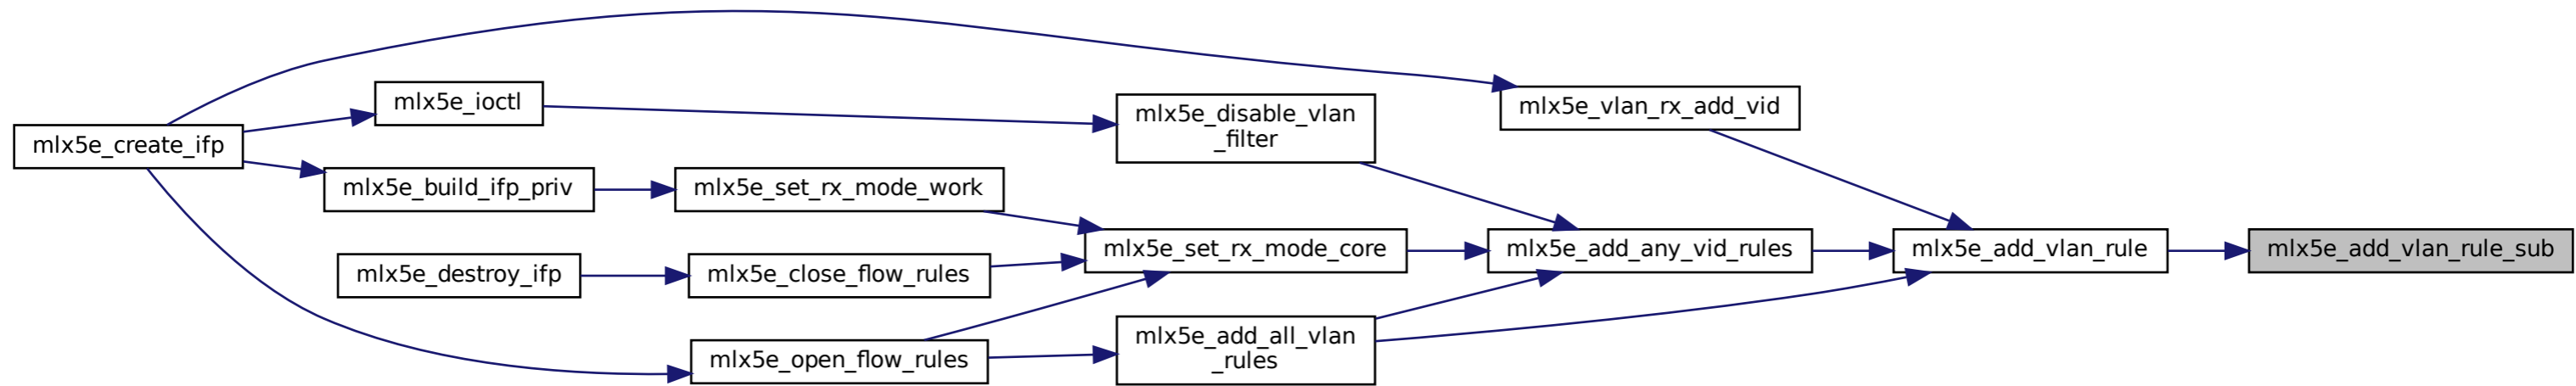 mlx5e_create_ifp
mlx5e_ioctl
mlx5e_build_ifp_priv
mlx5e_destroy_ifp
mlx5e_set_rx_mode_work
mlx5e_close_flow_rules
mlx5e_open_flow_rules
mlx5e_disable_vlan
_filter
mlx5e_set_rx_mode_core
mlx5e_add_all_vlan
_rules
mlx5e_vlan_rx_add_vid
mlx5e_add_any_vid_rules
mlx5e_add_vlan_rule
mlx5e_add_vlan_rule_sub